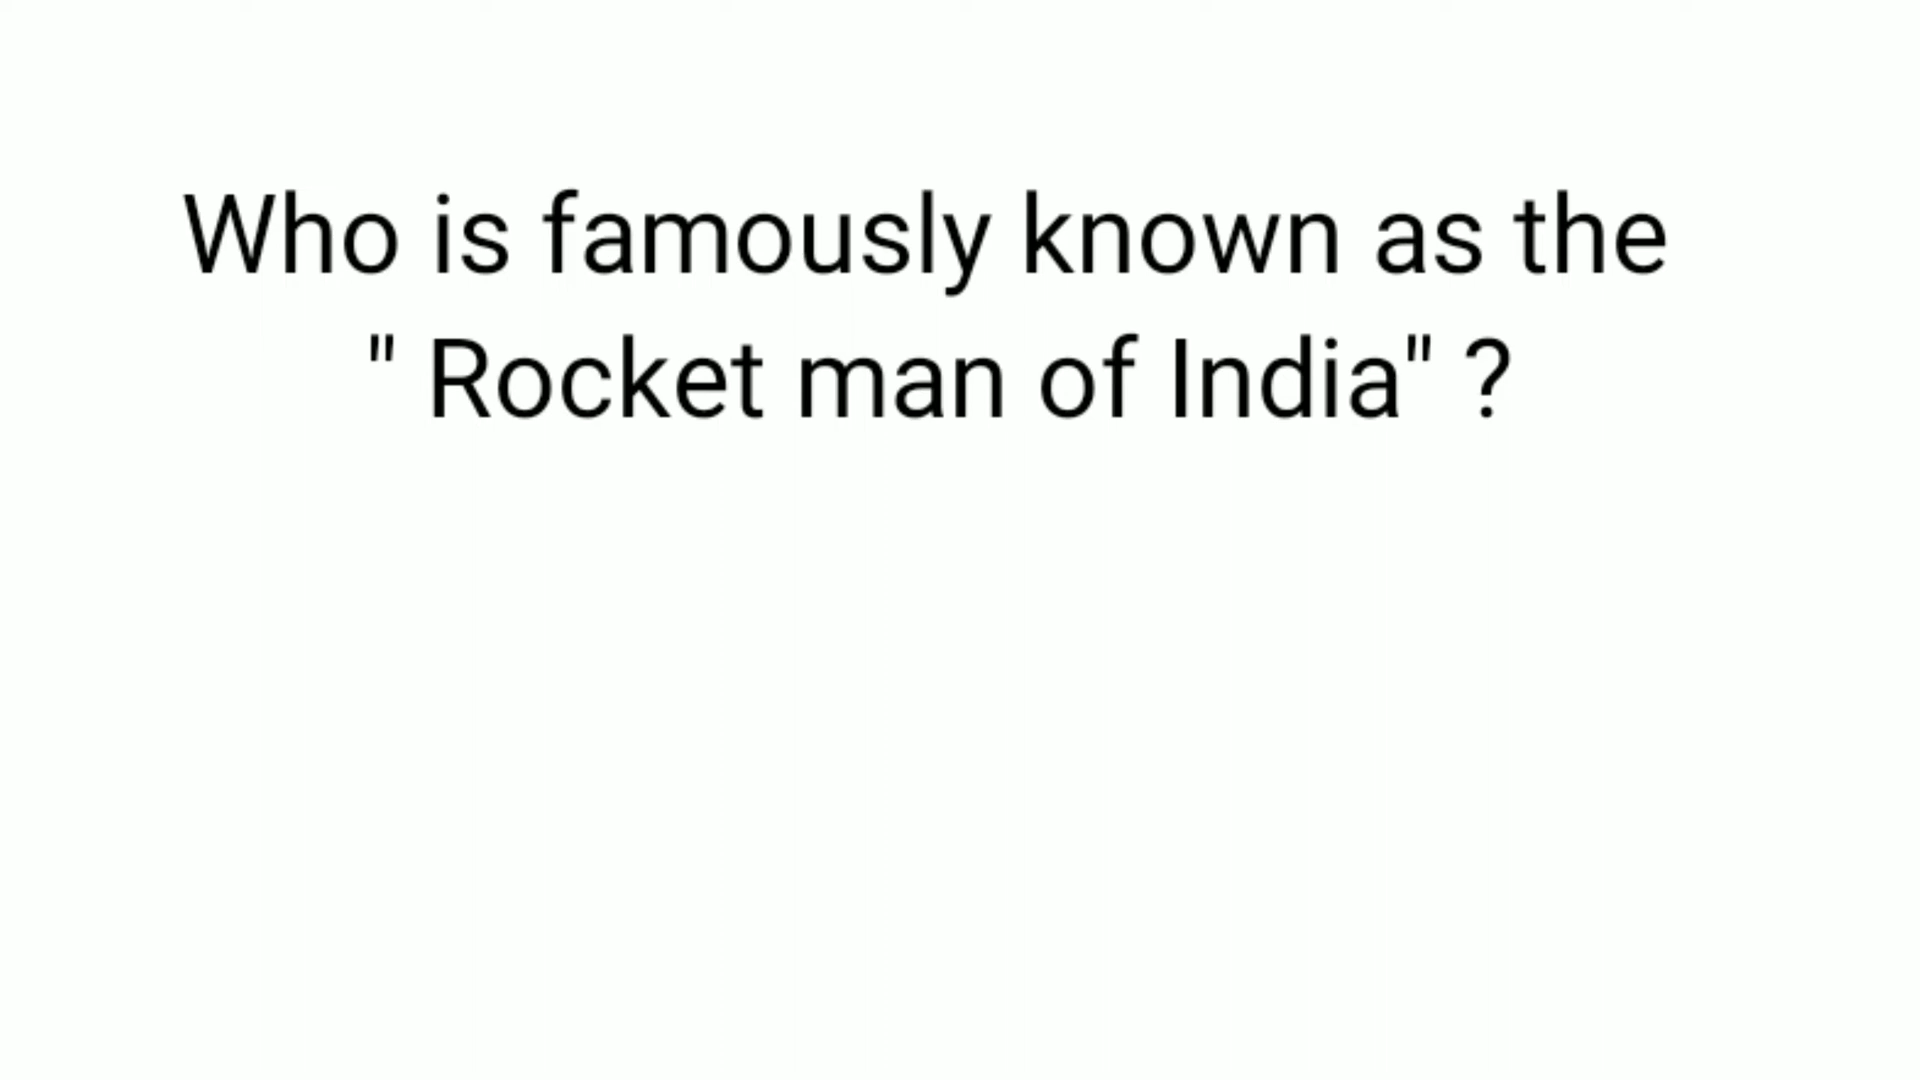 Who is famously known as the
" Rocket man of India" ?